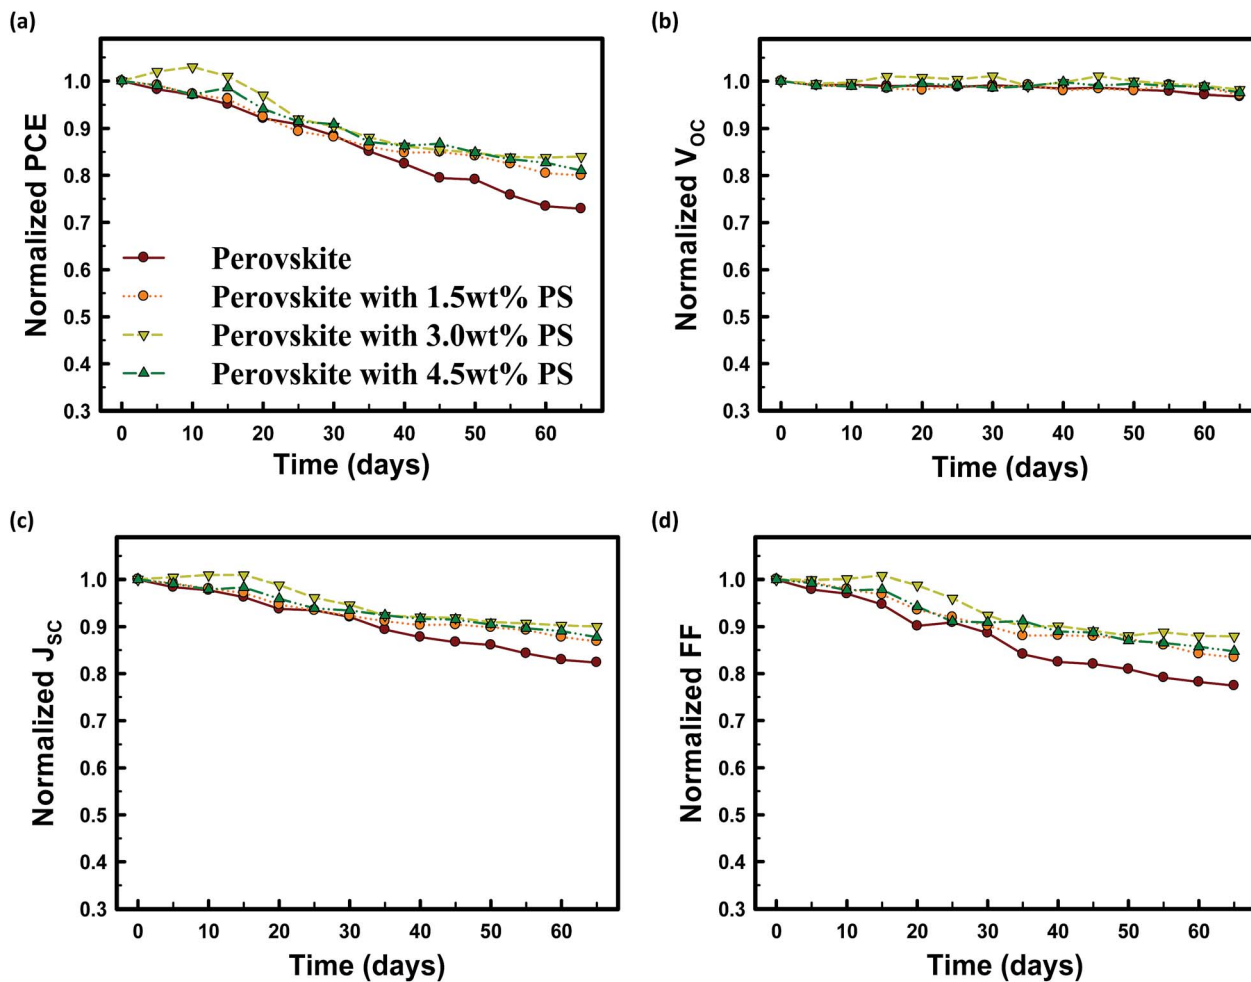 (a)
1.0
0.9
0.8
0.7
0.6
0.5
0.4
0.3
Normalized PCE
Perovskite
Perovskite with 1.5wt% PS
Perovskite with 3.0wt% PS
Perovskite with 4.5wt% PS
0 10 20 30 40 50 60
Time (days)
(b)
1.0
0.9
0.8
0.7
0.6
0.5
0.4
0.3
Normalized VOC
0 10 20 30 40 50 60
Time (days)
(c)
1.0
0.9
0.8
0.7
0.6
0.5
0.4
0.3
Normalized JSC
0 10 20 30 40 50 60
Time (days)
(d)
1.0
0.9
0.8
0.7
0.6
0.5
0.4
0.3
Normalized FF
0 10 20 30 40 50 60
Time (days)